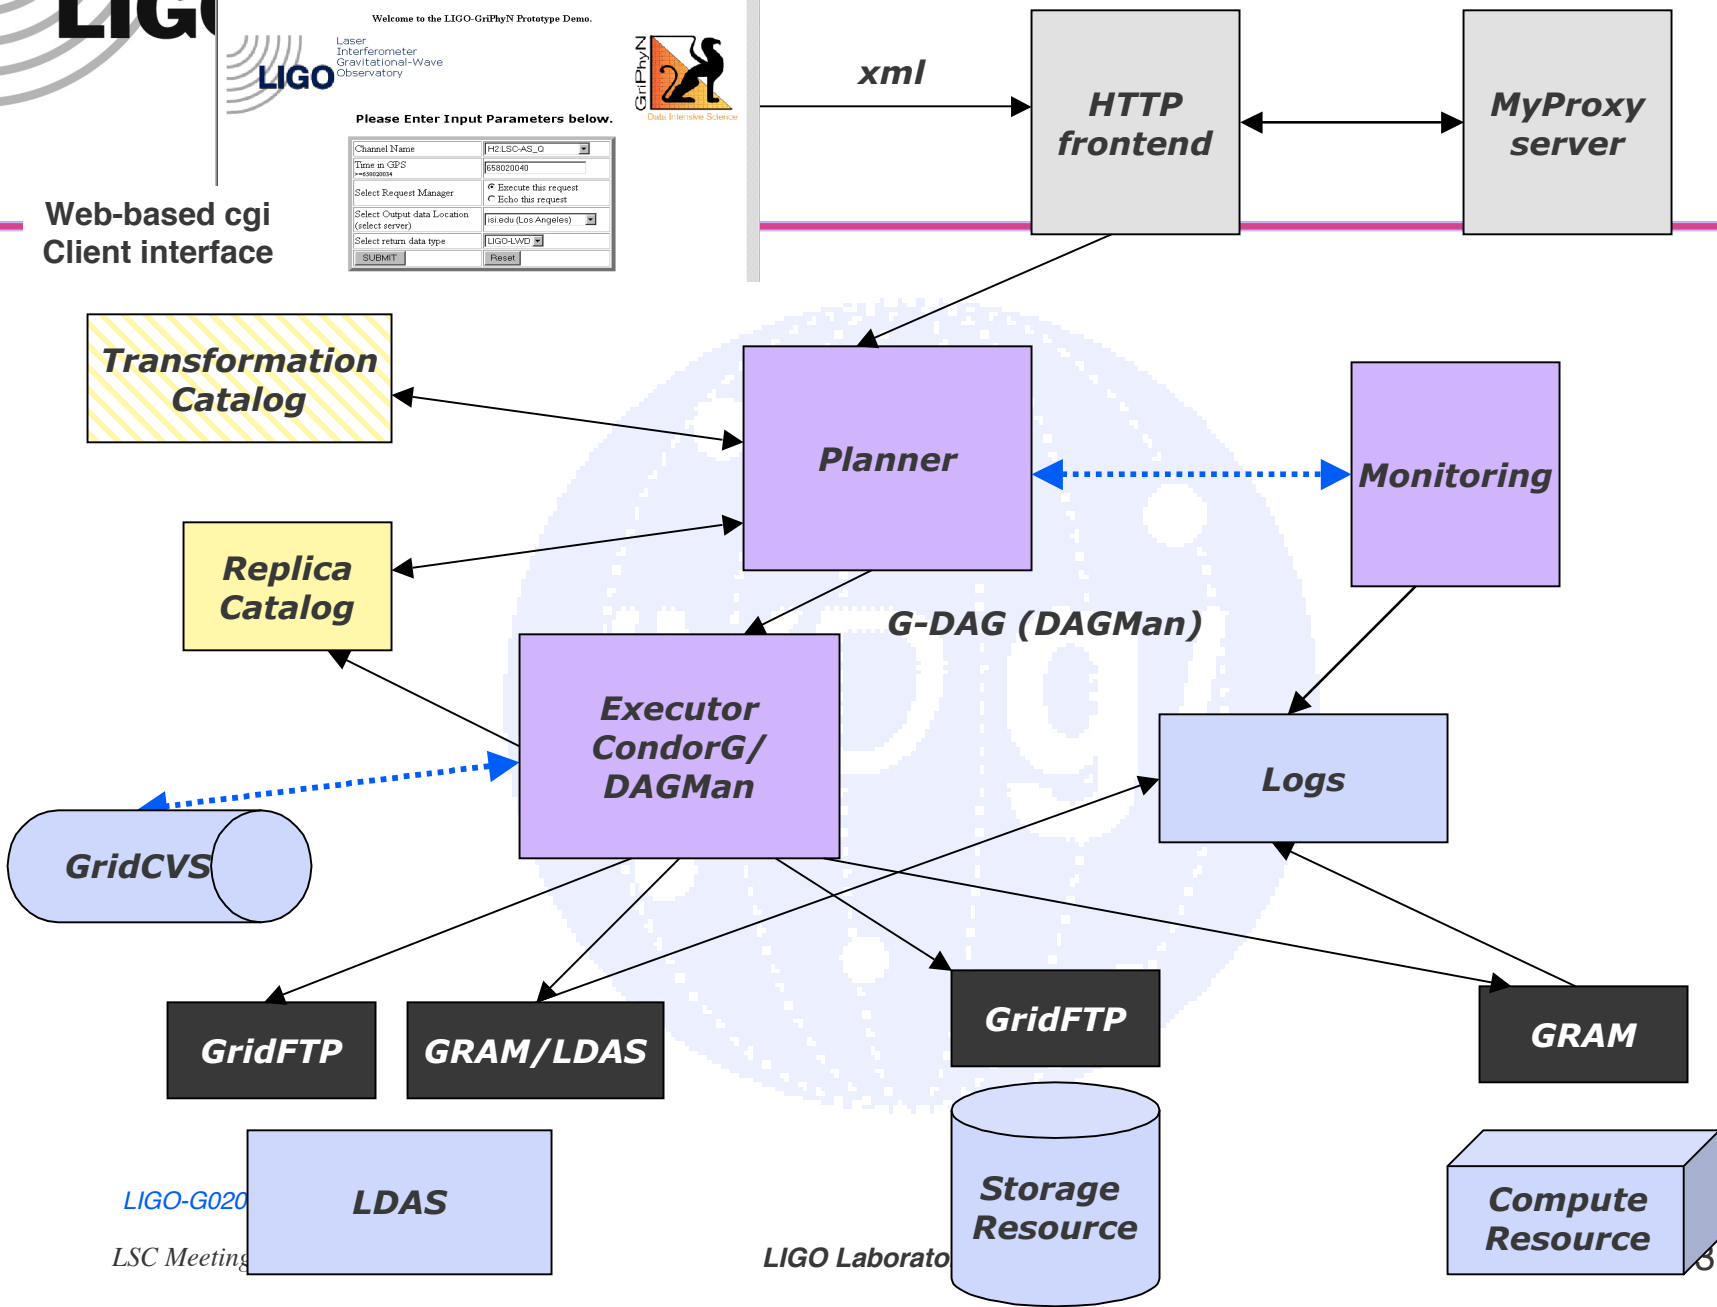 LIGO
Welcome to the LIGO-GriPhyN Prototype Demo.
Laser
Interferometer
Gravitational-Wave
Observatory
LIGO
GriPhyN
Data Intensive Science
Please Enter Input Parameters below.
Channel Name H2:LSC-AS_Q
Time in GPS 658020040
>=658020034
Select Request Manager
Execute this request
Echo this request
Select Output data Location
(select server)
isi.edu (Los Angeles)
Select return data type LIGO-LWD
SUBMIT Reset
Web-based cgi
Client interface
xml
HTTP
frontend
MyProxy
server
Transformation
Catalog
Planner
Monitoring
Replica
Catalog
G-DAG (DAGMan)
Executor
CondorG/
DAGMan
Logs
GridCVS
GridFTP
GRAM/LDAS
GridFTP
GRAM
LDAS
Storage
Resource
Compute
Resource
LIGO-G020
LSC Meeting
LIGO Laborato